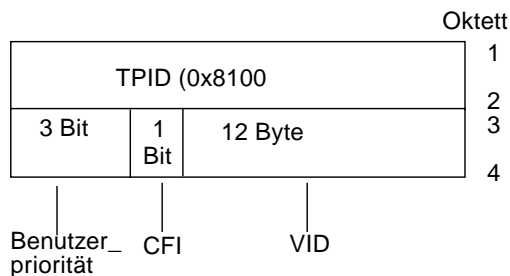 Oktett
1
TPID (0x8100
2
3 Bit
1
Bit
12 Byte
3
4
Benutzer_
priorität
CFI
VID